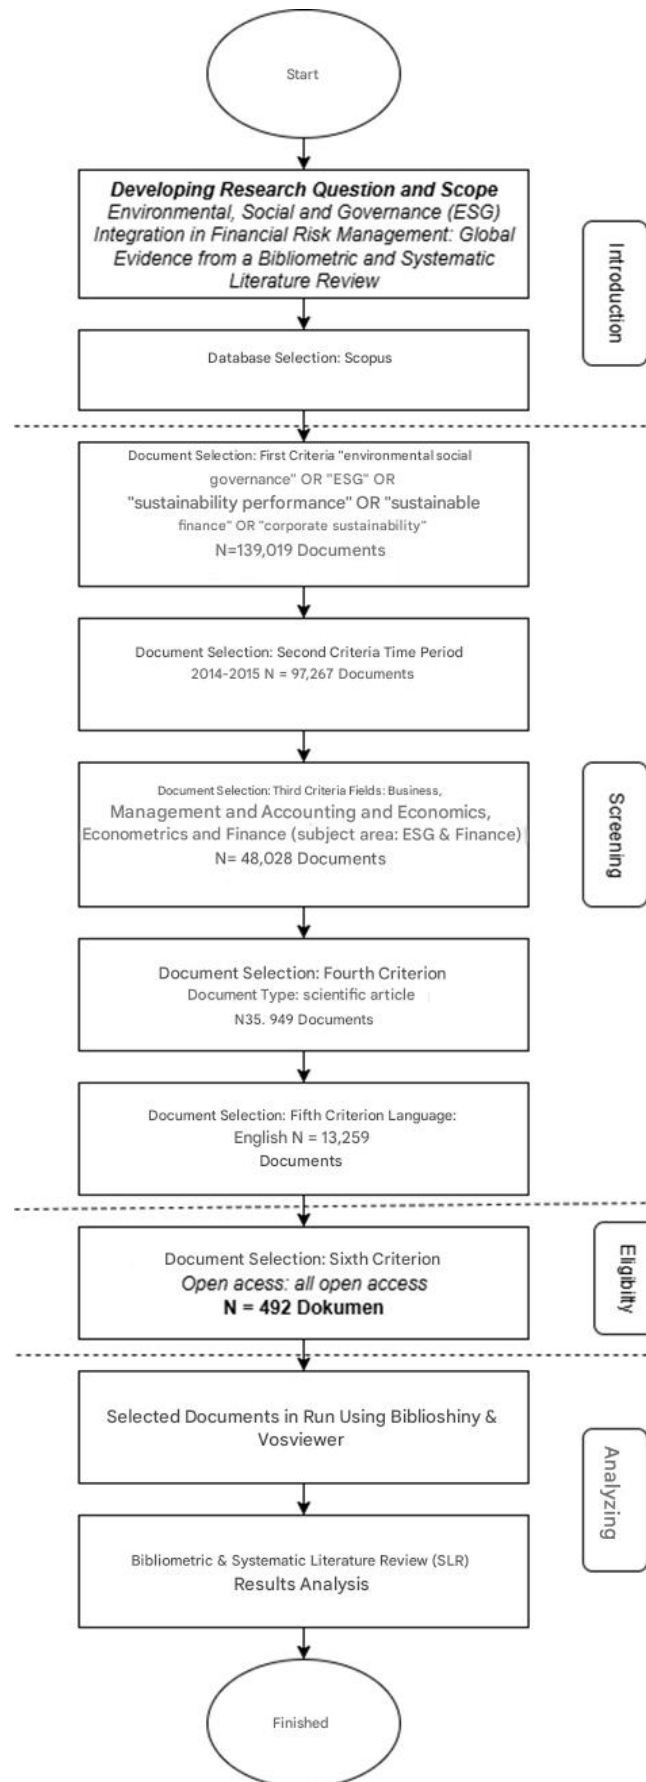 Start
Developing Research Question and Scope
Environmental, Social and Governance (ESG)
Integration in Financial Risk Management: Global
Evidence from a Bibliometric and Systematic
Literature Review
Introduction
Database Selection: Scopus
Document Selection: First Criteria "environmental social
governance" OR "ESG" OR
"sustainability performance" OR "sustainable
finance" OR "corporate sustainability"
N=139,019 Documents
Document Selection: Second Criteria Time Period
2014-2015 N = 97,267 Documents
Document Selection: Third Criteria Fields: Business,
Management and Accounting and Economics,
Econometrics and Finance (subject area: ESG & Finance)
N= 48,028 Documents
Screening
Document Selection: Fourth Criterion
Document Type: scientific article
N35. 949 Documents
Document Selection: Fifth Criterion Language:
English N = 13,259
Documents
Document Selection: Sixth Criterion
Open acess: all open access
N = 492 Dokumen
Eligibilty
Selected Documents in Run Using Biblioshiny &
Vosviewer
Analyzing
Bibliometric & Systematic Literature Review (SLR)
Results Analysis
Finished